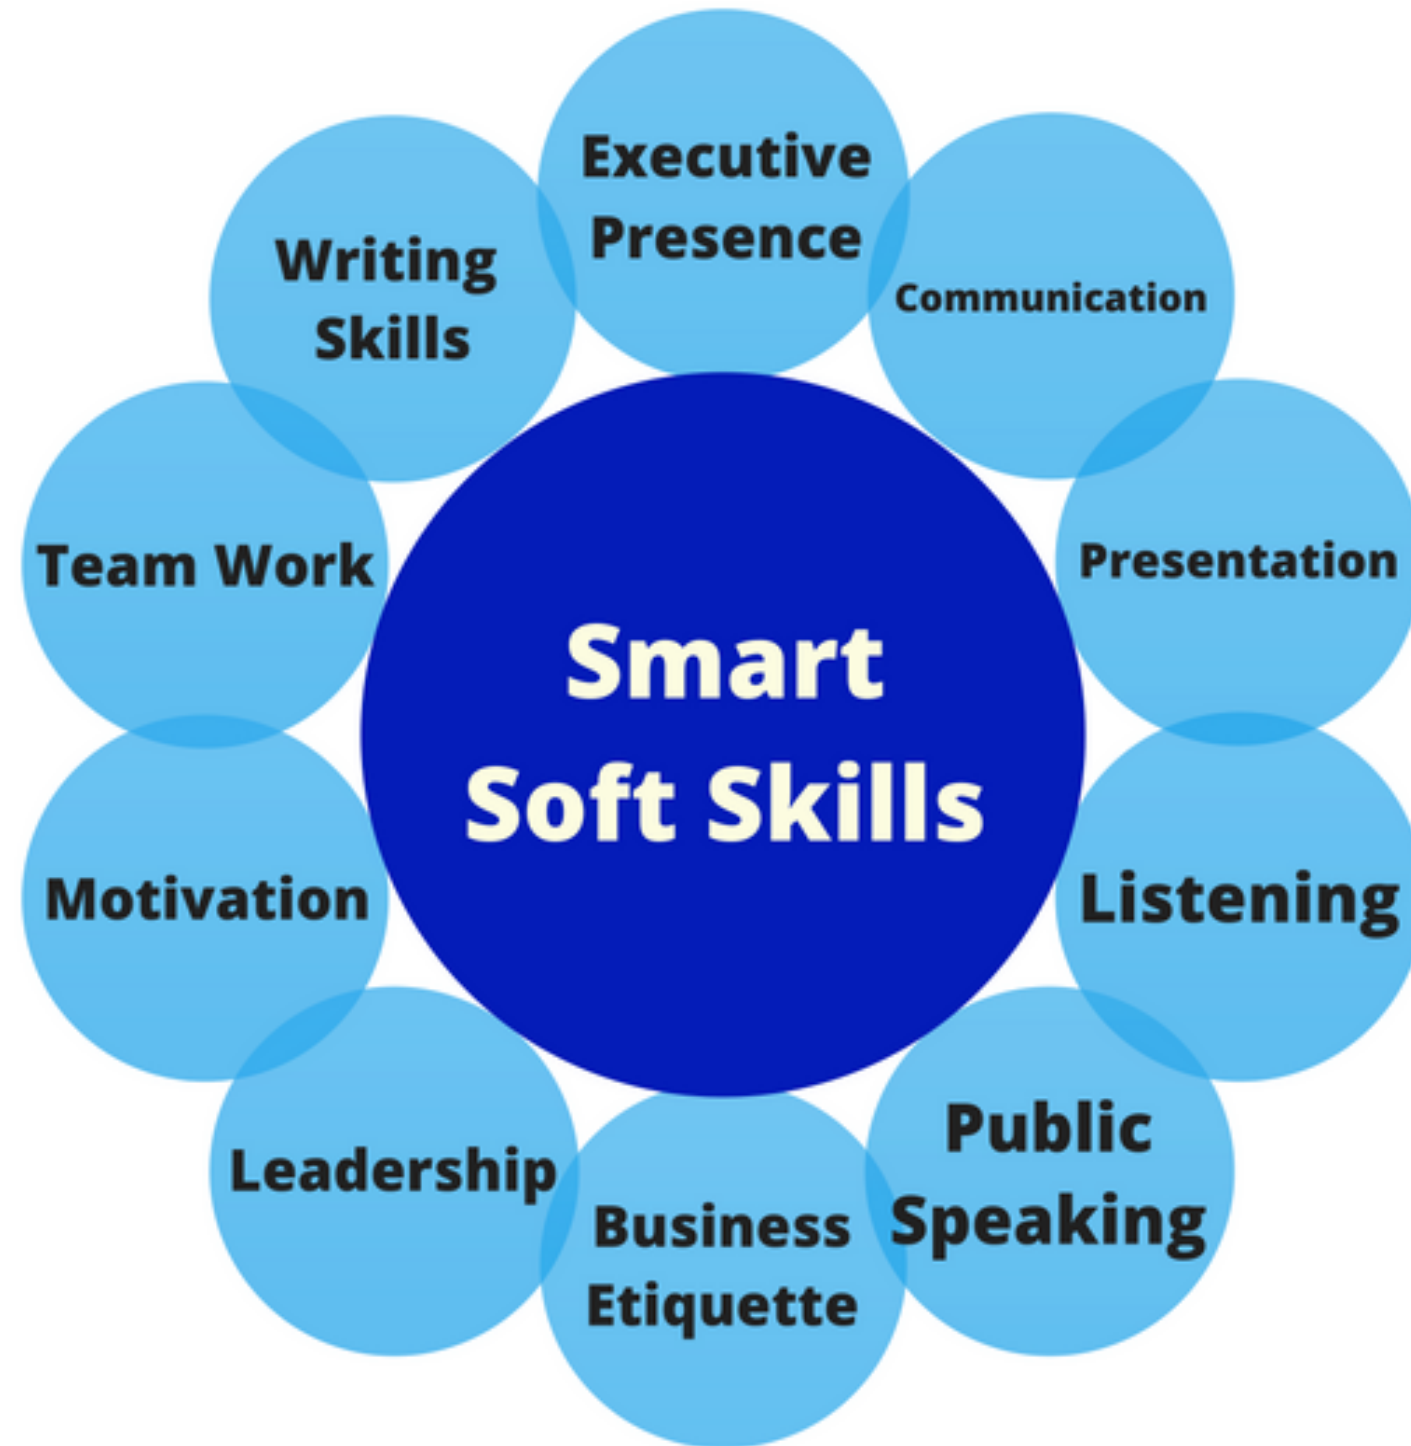 Executive
Presence
Communication
Presentation
Listening
Public
Speaking
Business
Etiquette
Leadership
Motivation
Team Work
Writing
Skills
Smart
Soft Skills